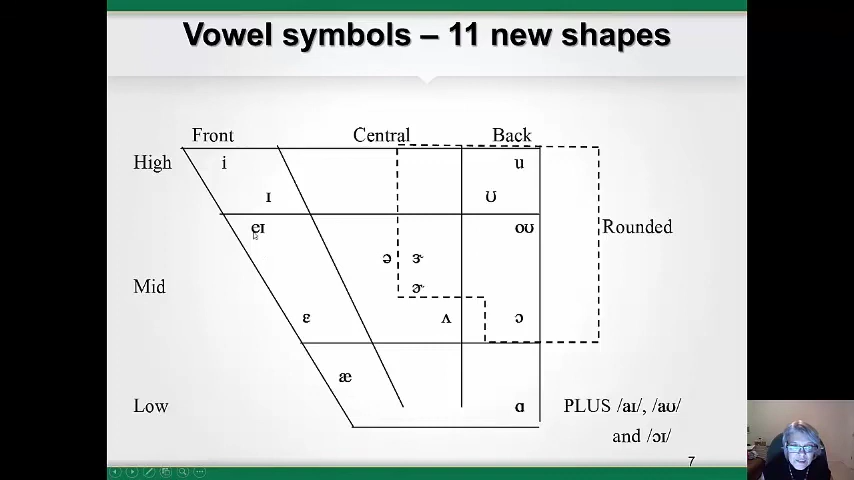 Vowel symbols – 11 new shapes
Front Central Back
High i u
ɪ ʊ
eɪ oʊ Rounded
ə ɝ
Mid ɚ
ɛ ʌ ɔ
æ
Low ɑ PLUS /aɪ/, /aʊ/
and /ɔɪ/
7